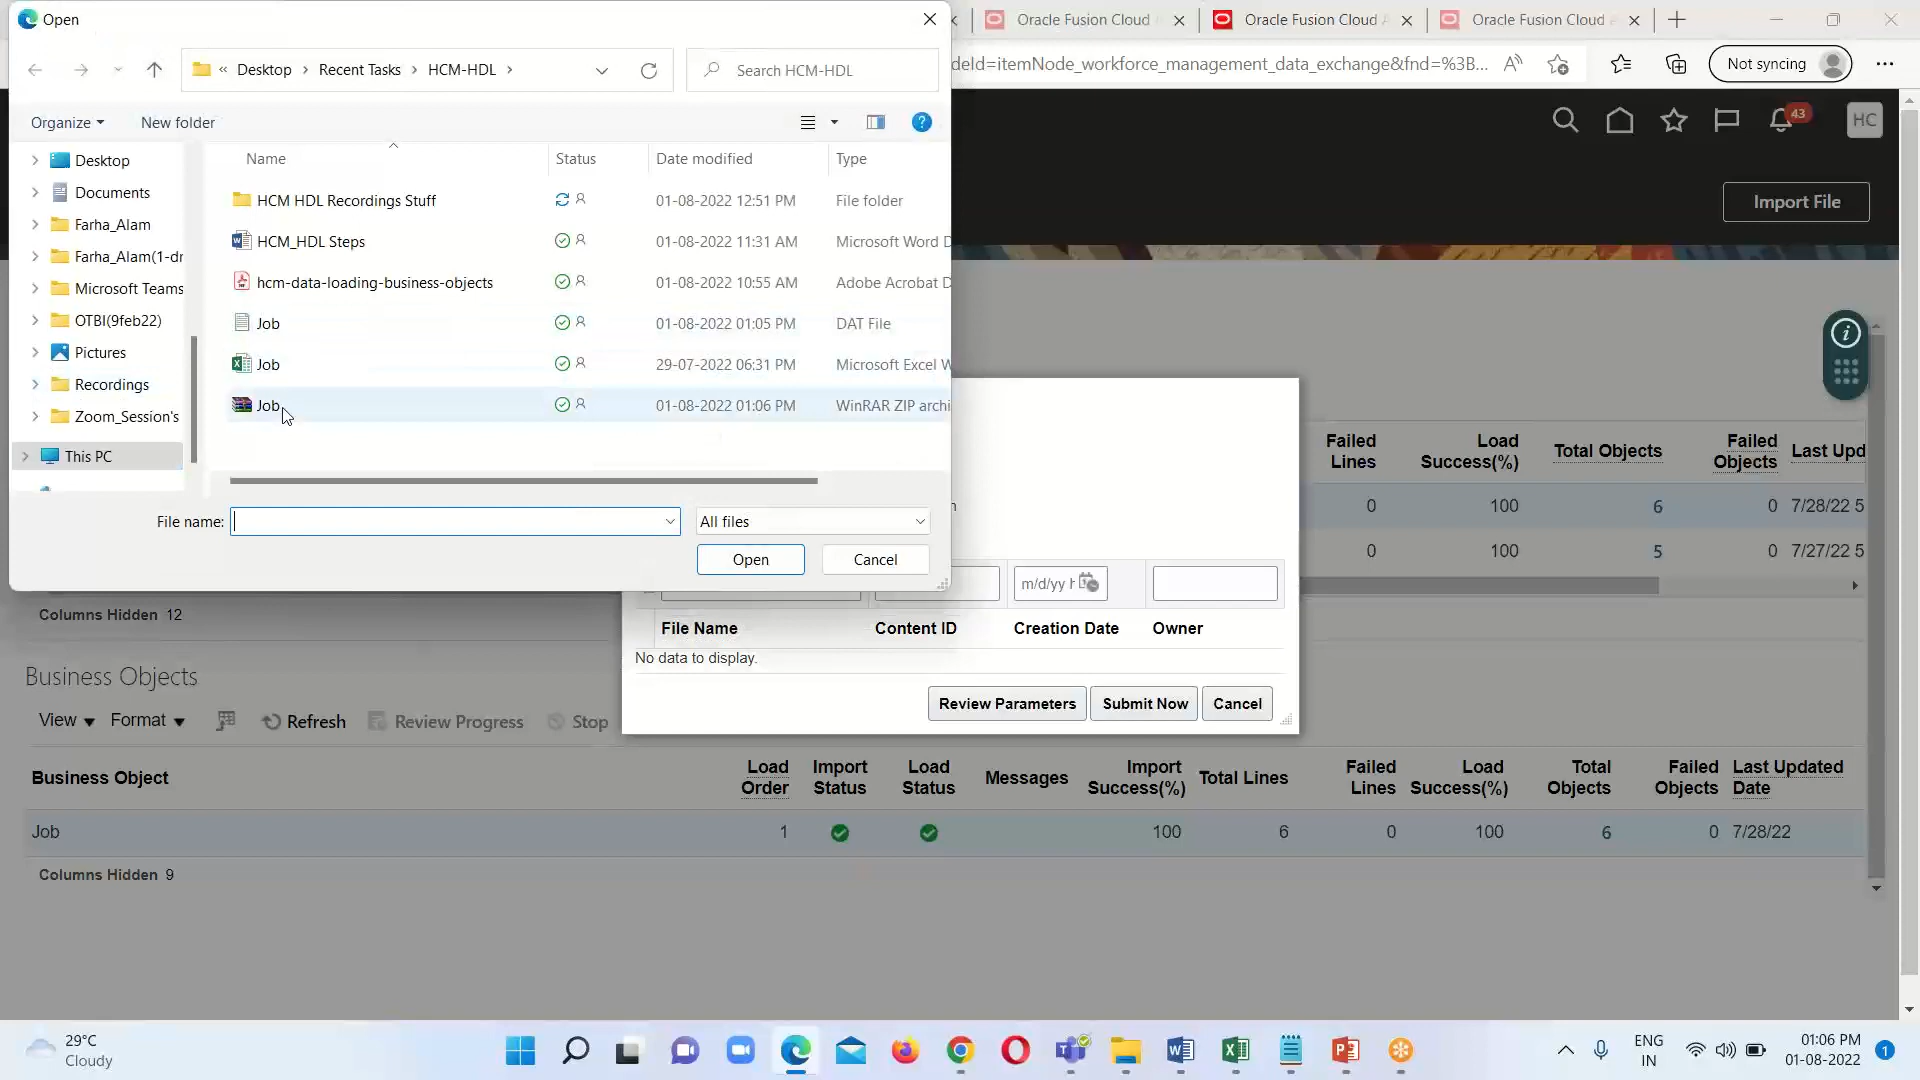 Open
Oracle Fusion Cloud
Oracle Fusion Cloud A
Oracle Fusion Cloud
« Desktop > Recent Tasks > HCM-HDL >
Search HCM-HDL
deId=itemNode_workforce_management_data_exchange&fnd=%3B...
Not syncing
Organize
New folder
?
43
HC
Import File
Name
Status
Date modified
Type
Desktop
Documents
Farha_Alam
Farha_Alam(1-dr
Microsoft Teams
OTBI(9feb22)
Pictures
Recordings
Zoom_Session's
This PC
HCM HDL Recordings Stuff
01-08-2022 12:51 PM
File folder
HCM_HDL Steps
01-08-2022 11:31 AM
Microsoft Word D
hcm-data-loading-business-objects
01-08-2022 10:55 AM
Adobe Acrobat D
Job
01-08-2022 01:05 PM
DAT File
Job
29-07-2022 06:31 PM
Microsoft Excel W
Job
01-08-2022 01:06 PM
WinRAR ZIP archi
File name:
All files
Open
Cancel
Failed Lines
Load Success(%)
Total Objects
Failed Objects
Last Upd
0 100 6 0 7/28/22 5
0 100 5 0 7/27/22 5
m/d/yy h
File Name
Content ID
Creation Date
Owner
No data to display.
Review Parameters
Submit Now
Cancel
Columns Hidden 12
Business Objects
View
Format
Refresh
Review Progress
Stop
Business Object
Load Order
Import Status
Load Status
Messages
Import Success(%)
Total Lines
Failed Lines
Load Success(%)
Total Objects
Failed Objects
Last Updated Date
Job 1 100 6 0 100 6 0 7/28/22
Columns Hidden 9
29°C
Cloudy
ENG
IN
01:06 PM
01-08-2022
1